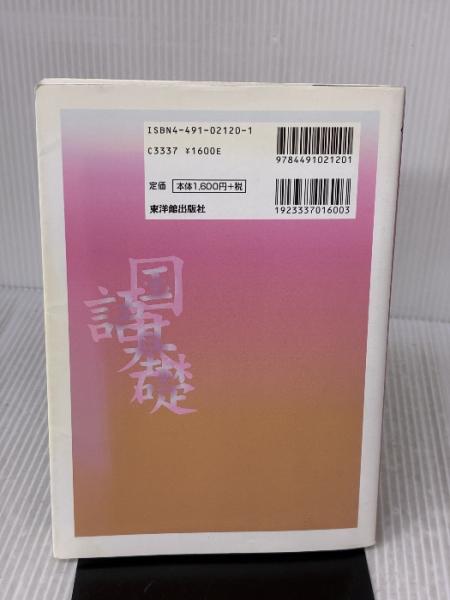 ISBN4-491-02120-1
C3337 ¥1600E
定価 本体1,600円+税
東洋館出版社
9784491021201
1923337016003
国語基礎